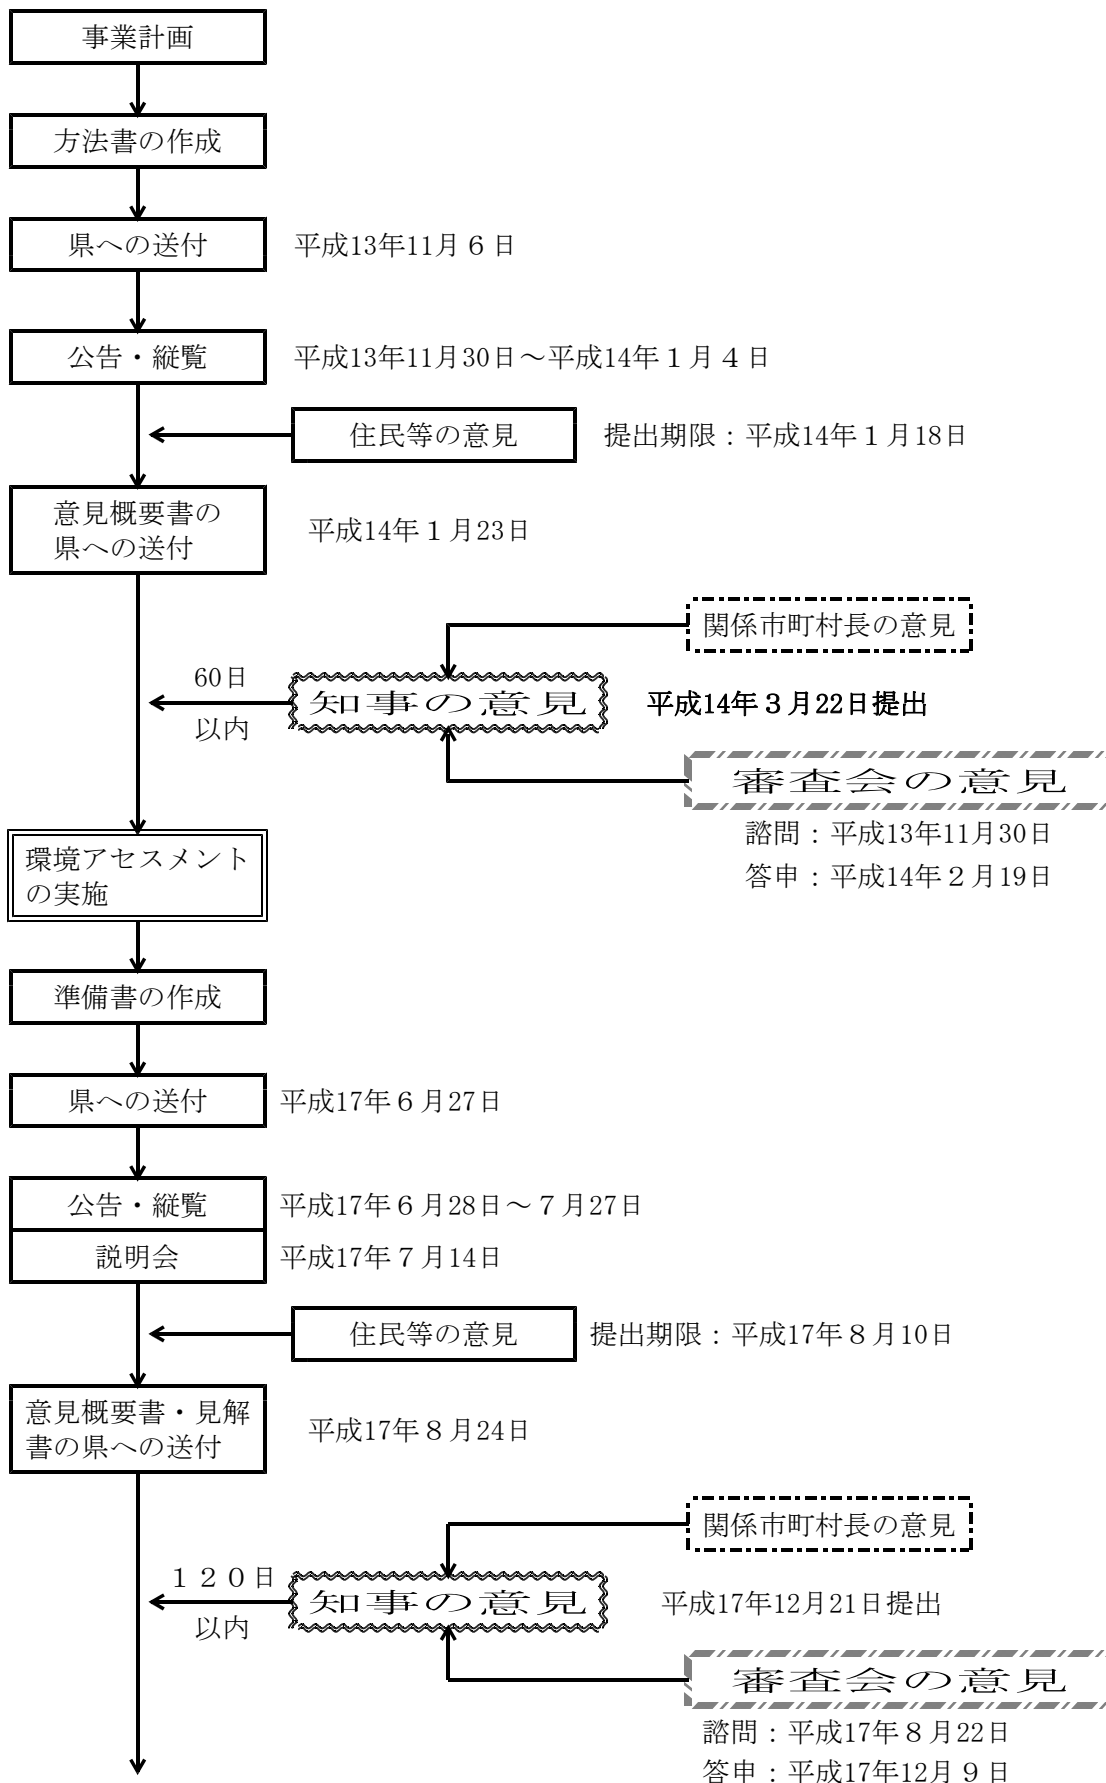 事業計画
方法書の作成
県への送付
平成13年11月６日
公告・縦覧
平成13年11月30日～平成14年１月４日
住民等の意見
提出期限：平成14年１月18日
意見概要書の
県への送付
平成14年１月23日
関係市町村長の意見
60日
以内
知事の意見
平成14年３月22日提出
審査会の意見
諮問：平成13年11月30日
答申：平成14年２月19日
環境アセスメント
の実施
準備書の作成
県への送付
平成17年６月27日
公告・縦覧
平成17年６月28日～７月27日
説明会
平成17年７月14日
住民等の意見
提出期限：平成17年８月10日
意見概要書・見解
書の県への送付
平成17年８月24日
関係市町村長の意見
１２０日
以内
知事の意見
平成17年12月21日提出
審査会の意見
諮問：平成17年８月22日
答申：平成17年12月９日